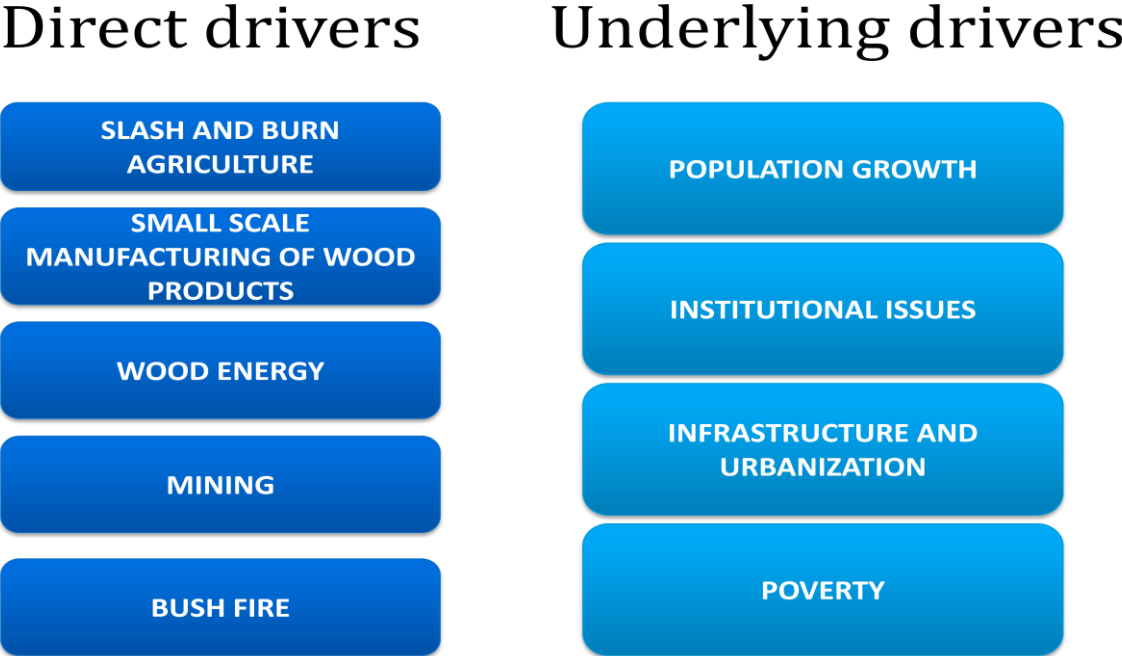 Direct drivers
SLASH AND BURN
AGRICULTURE
SMALL SCALE
MANUFACTURING OF WOOD
PRODUCTS
WOOD ENERGY
MINING
BUSH FIRE
Underlying drivers
POPULATION GROWTH
INSTITUTIONAL ISSUES
INFRASTRUCTURE AND
URBANIZATION
POVERTY